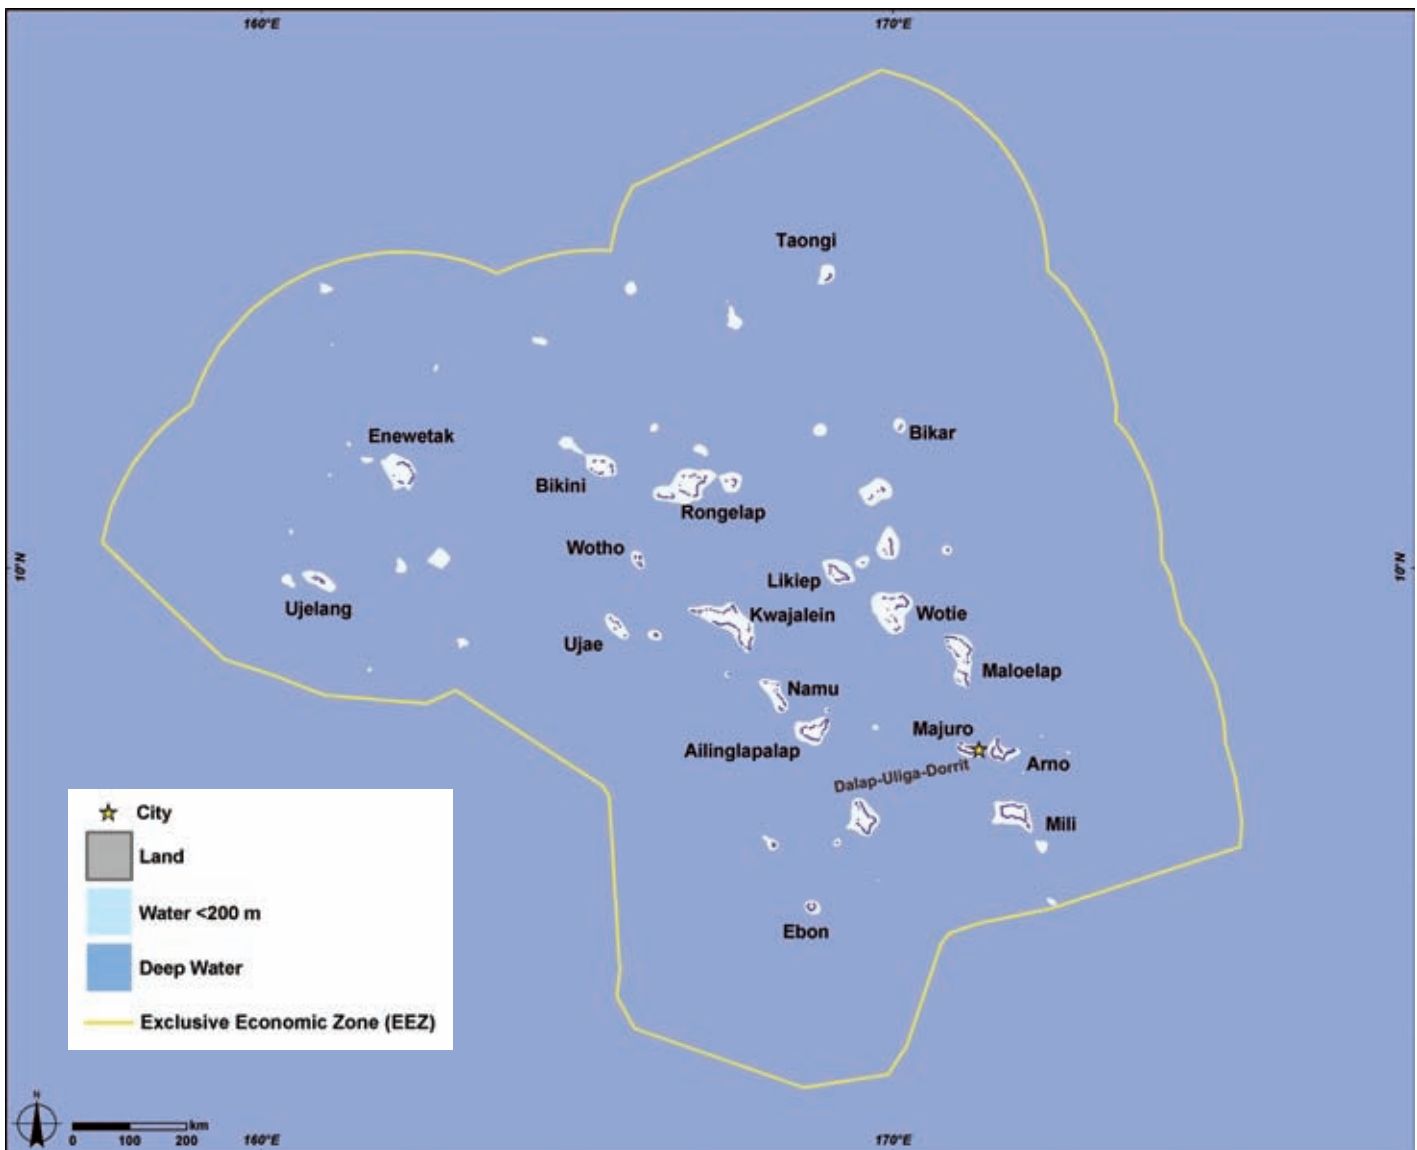 160°E
170°E
Taongi
Enewetak
Bikar
Bikini
Rongelap
Wotho
10°N
10°N
Likiep
Ujelang
Kwajalein
Wotje
Ujae
Maloelap
Namu
Majuro
Ailinglapalap
Arno
Dalap-Uliga-Dorrit
Mili
Ebon
City
Land
Water <200 m
Deep Water
Exclusive Economic Zone (EEZ)
N
km
0 100 200
160°E
170°E